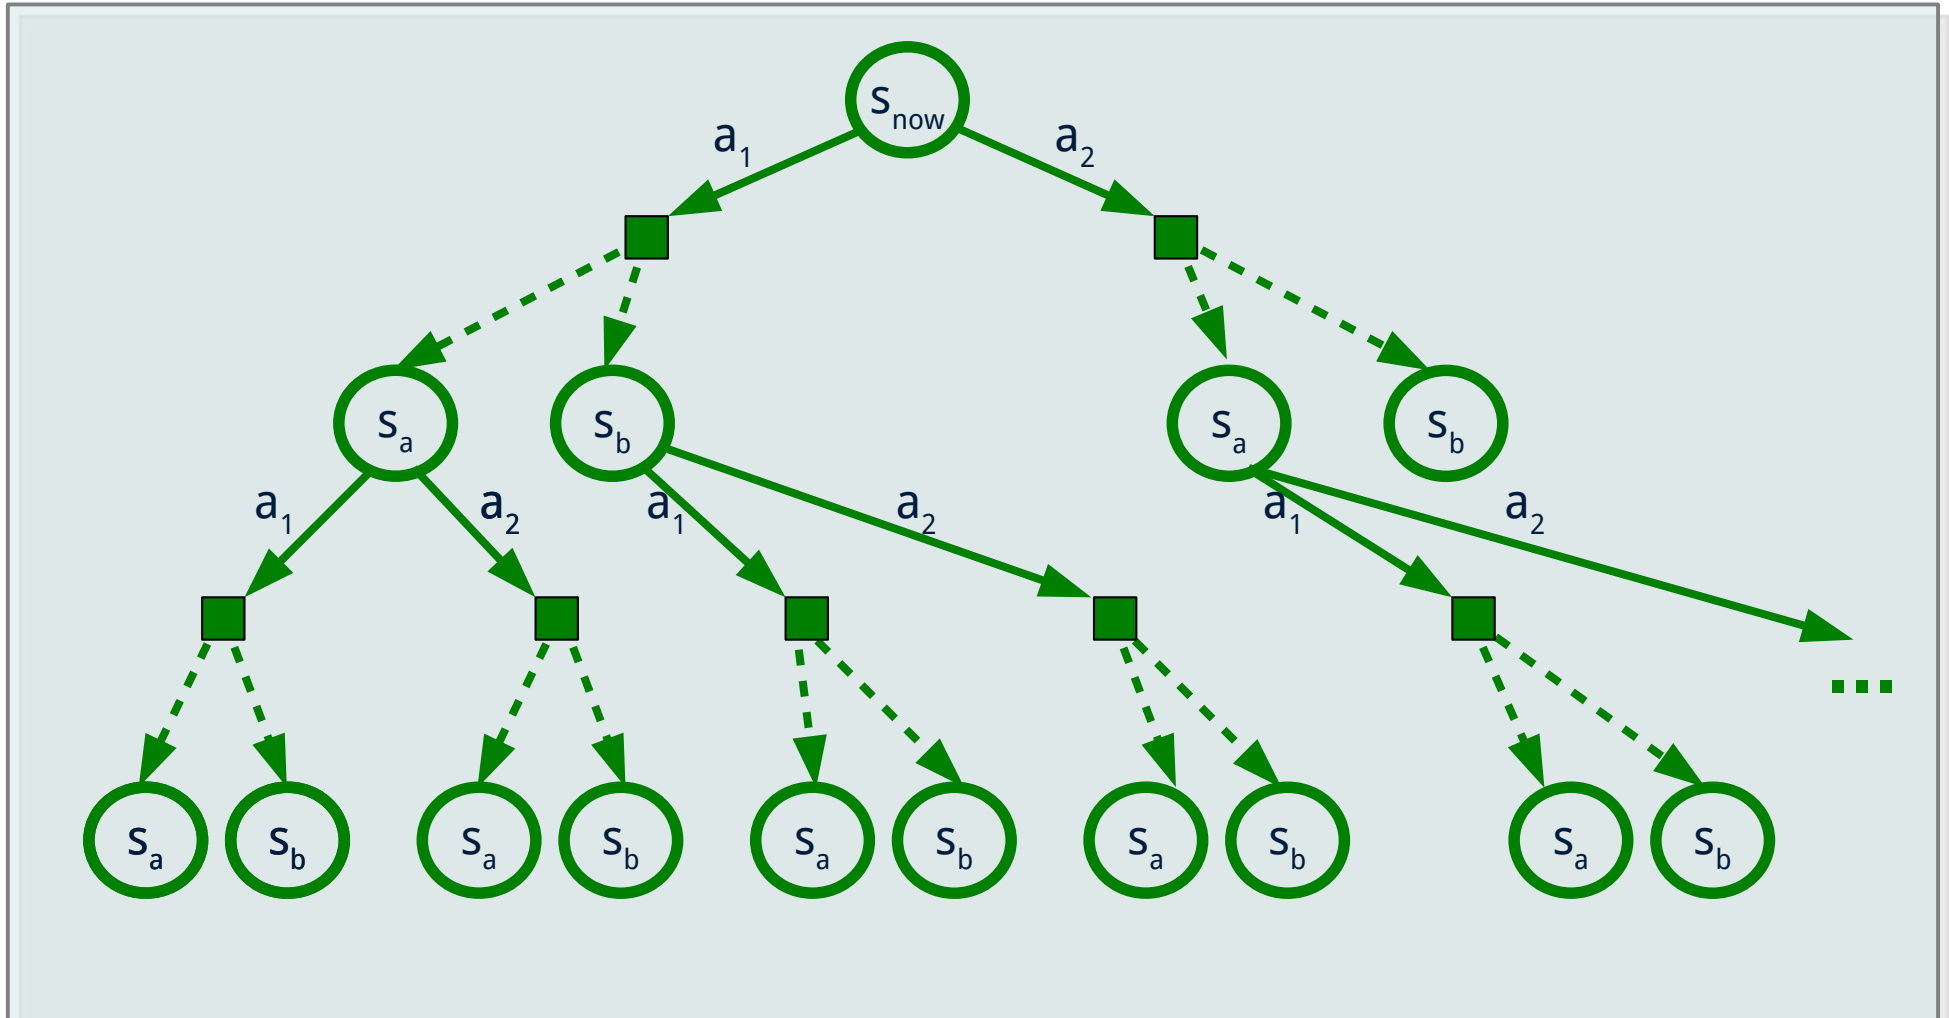 s_now
a_1 a_2
s_a s_b s_a s_b
a_1 a_2 a_1 a_2 a_1 a_2
...
s_a s_b s_a s_b s_a s_b s_a s_b s_a s_b